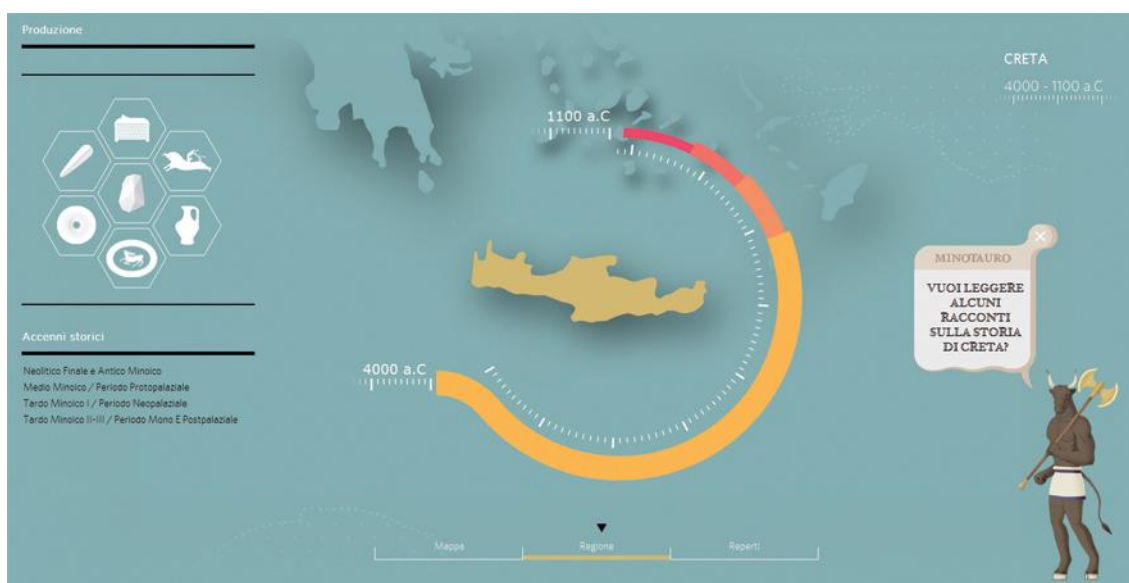 Produzione
CRETA
4000 - 1100 a.C
1100 a.C
4000 a.C
MINOTAURO
VUOI LEGGERE
ALCUNI
RACCONTI
SULLA STORIA
DI CRETA?
Accenni storici
Neolitico Finale e Antico Minoico
Medio Minoico / Periodo Protopalaziale
Tardo Minoico I / Periodo Neopalaziale
Tardo Minoico II-III / Periodo Mono E Postpalaziale
Mappa
Regione
Reperti